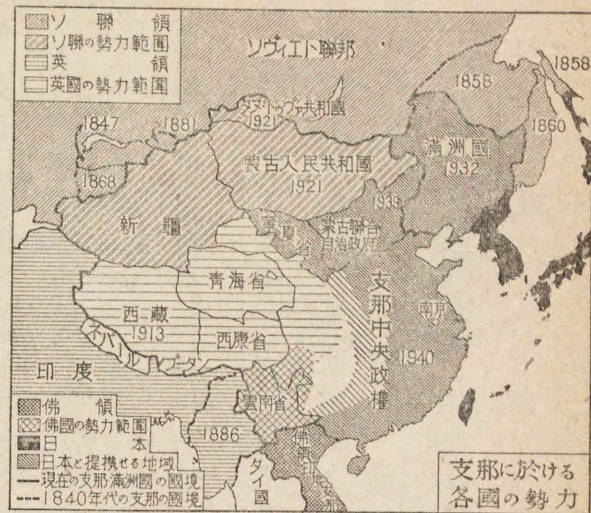 ソ聯領
ソ聯の勢力範圍
英領
英國の勢力範圍
ソヴィエト聯邦
1858
1858
1860
タヌ・トゥヴァ共和國
1921
1847
1881
1868
蒙古人民共和國
1921
滿洲國
1932
1939
新疆
寧夏省
蒙古聯合
自治政府
靑海省
西藏
1913
西康省
支那中央政權
南京
1940
ネパール
ブータン
印度
雲南省
1886
タイ國
佛領印度支那
佛領
佛國の勢力範圍
日本
日本と提携せる地域
現在の支那・滿洲國の國境
1840年代の支那の國境
支那に於ける
各國の勢力